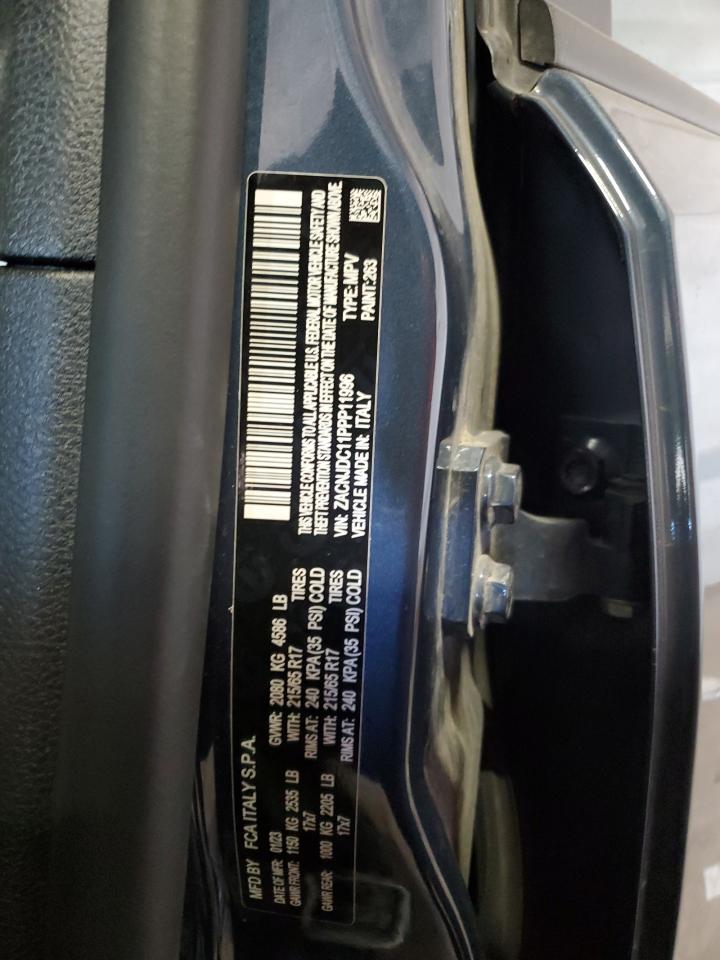 MFD BY FCA ITALY S.P.A.
DATE OF MFR: 01/23 GVWR: 2080 KG 4586 LB
GAWR FRONT: 1150 KG 2535 LB WITH: 215/65 R17 TIRES
17x7 RIMS AT: 240 KPA(35 PSI) COLD
GAWR REAR: 1000 KG 2205 LB WITH: 215/65 R17 TIRES
17x7 RIMS AT: 240 KPA(35 PSI) COLD
THIS VEHICLE CONFORMS TO ALL APPLICABLE U.S. FEDERAL MOTOR VEHICLE SAFETY AND
THEFT PREVENTION STANDARDS IN EFFECT ON THE DATE OF MANUFACTURE SHOWN ABOVE.
VIN: ZACNJDC11PPP11996 TYPE: MPV
VEHICLE MADE IN: ITALY PAINT: 263